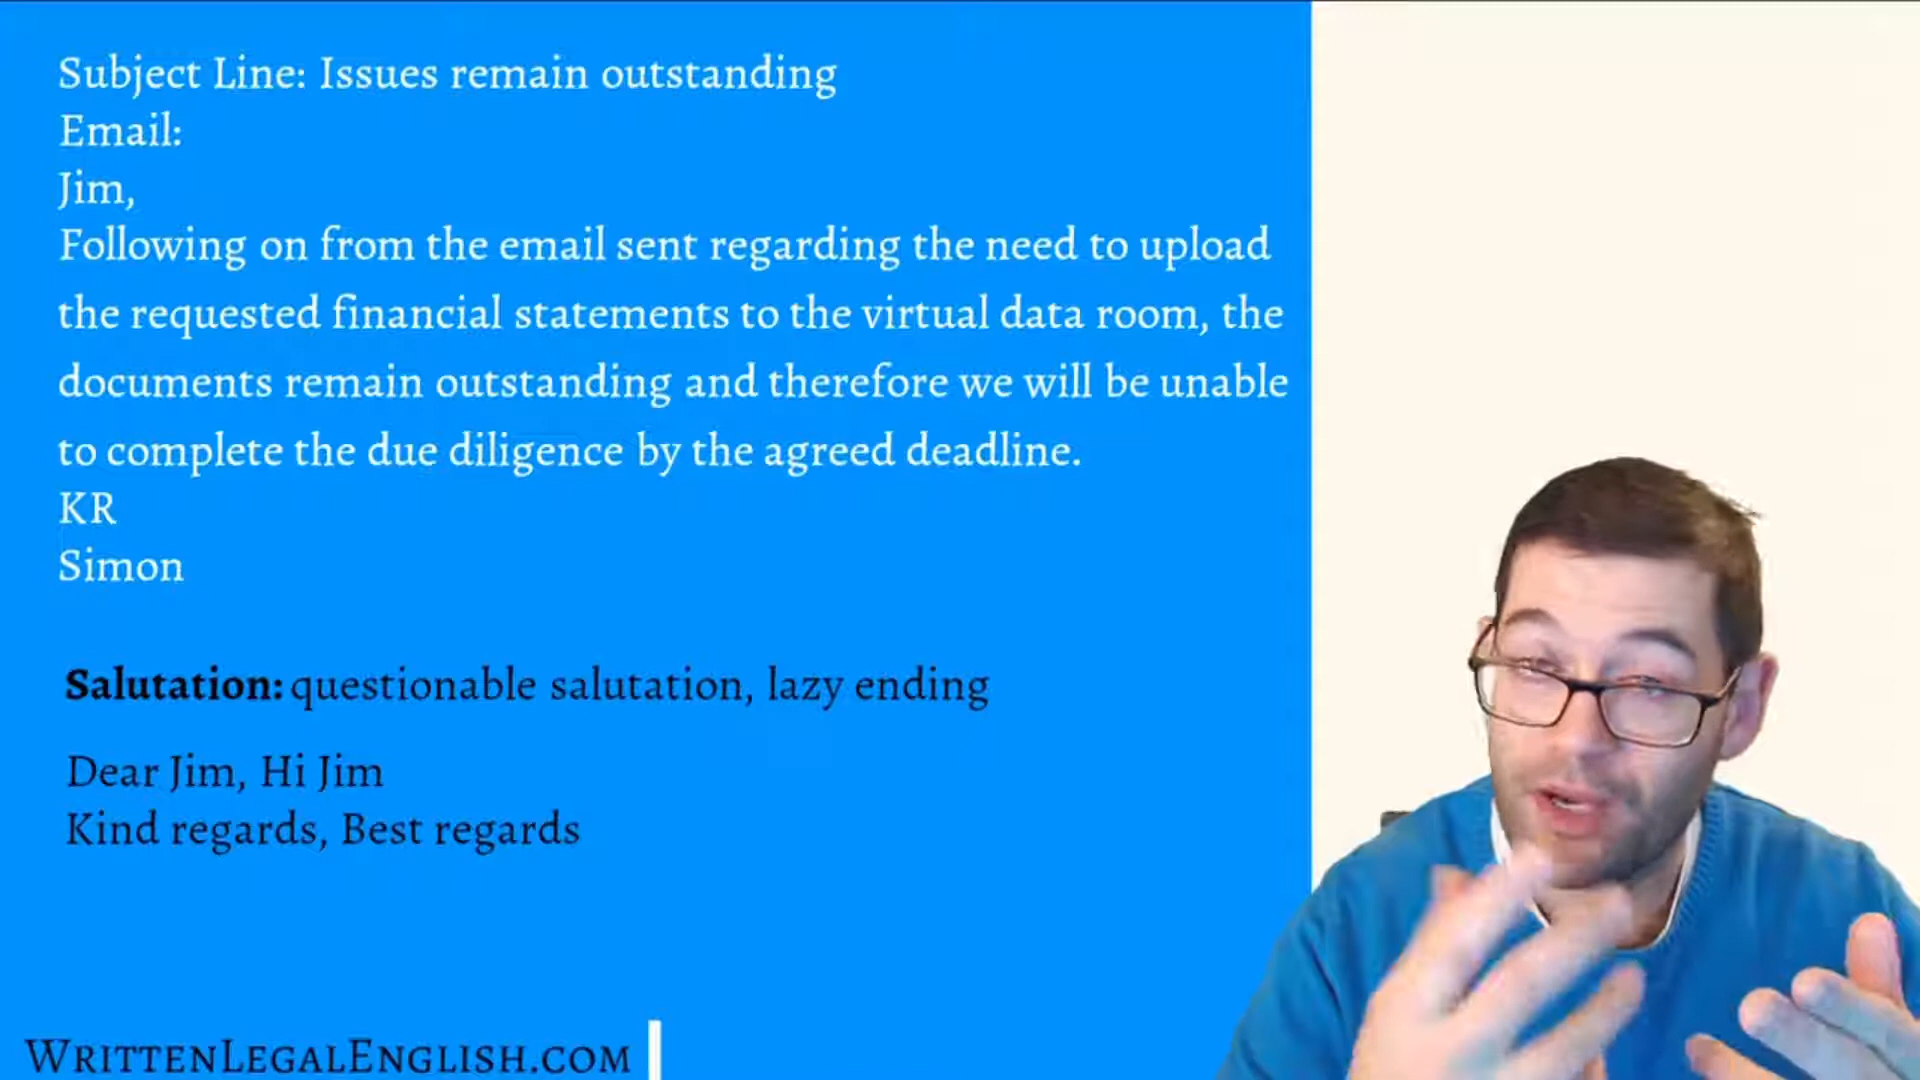 Subject Line: Issues remain outstanding
Email:
Jim,
Following on from the email sent regarding the need to upload
the requested financial statements to the virtual data room, the
documents remain outstanding and therefore we will be unable
to complete the due diligence by the agreed deadline.
KR
Simon
Salutation: questionable salutation, lazy ending
Dear Jim, Hi Jim
Kind regards, Best regards
WRITTENLEGALENGLISH.COM